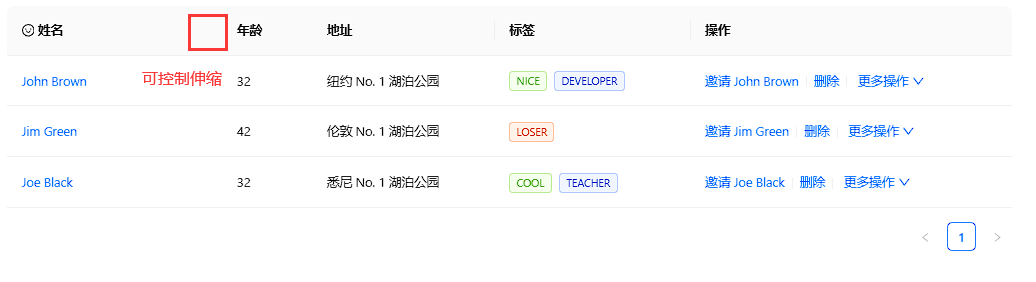 姓名 年龄 地址 标签 操作
John Brown 可控制伸缩 32 纽约 No. 1 湖泊公园 NICE DEVELOPER 邀请 John Brown 删除 更多操作
Jim Green 42 伦敦 No. 1 湖泊公园 LOSER 邀请 Jim Green 删除 更多操作
Joe Black 32 悉尼 No. 1 湖泊公园 COOL TEACHER 邀请 Joe Black 删除 更多操作
1